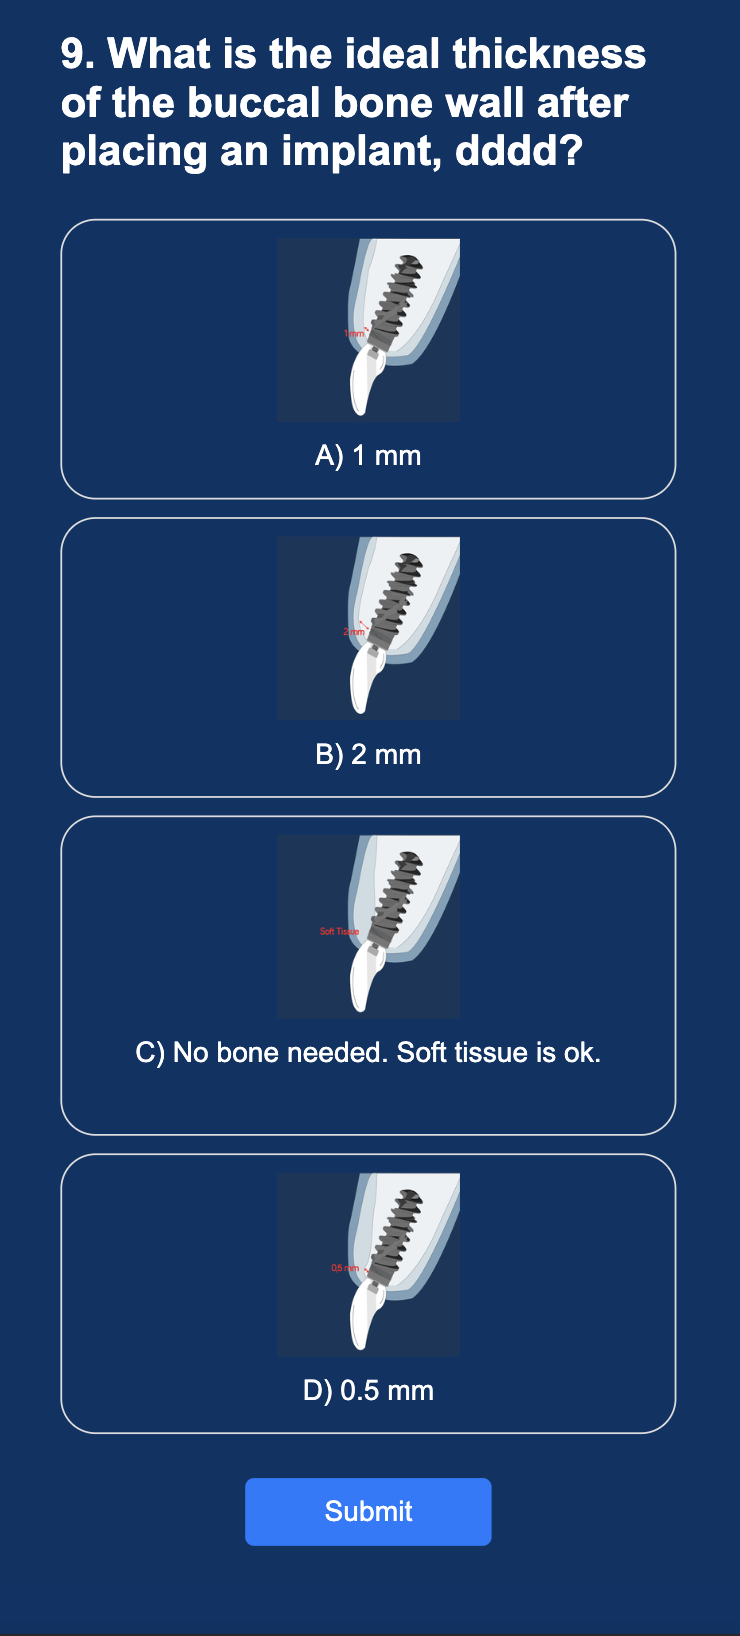 9. What is the ideal thickness
of the buccal bone wall after
placing an implant, dddd?
1 mm
A) 1 mm
2 mm
B) 2 mm
Soft Tissue
C) No bone needed. Soft tissue is ok.
0,5 mm
D) 0.5 mm
Submit